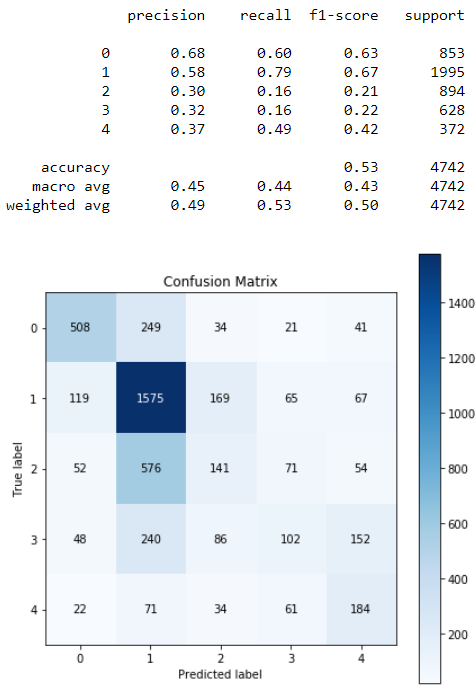 precision recall f1-score support
0 0.68 0.60 0.63 853
1 0.58 0.79 0.67 1995
2 0.30 0.16 0.21 894
3 0.32 0.16 0.22 628
4 0.37 0.49 0.42 372
accuracy 0.53 4742
macro avg 0.45 0.44 0.43 4742
weighted avg 0.49 0.53 0.50 4742
Confusion Matrix
0 508 249 34 21 41
1 119 1575 169 65 67
2 52 576 141 71 54
3 48 240 86 102 152
4 22 71 34 61 184
0 1 2 3 4
True label
Predicted label
1400
1200
1000
800
600
400
200